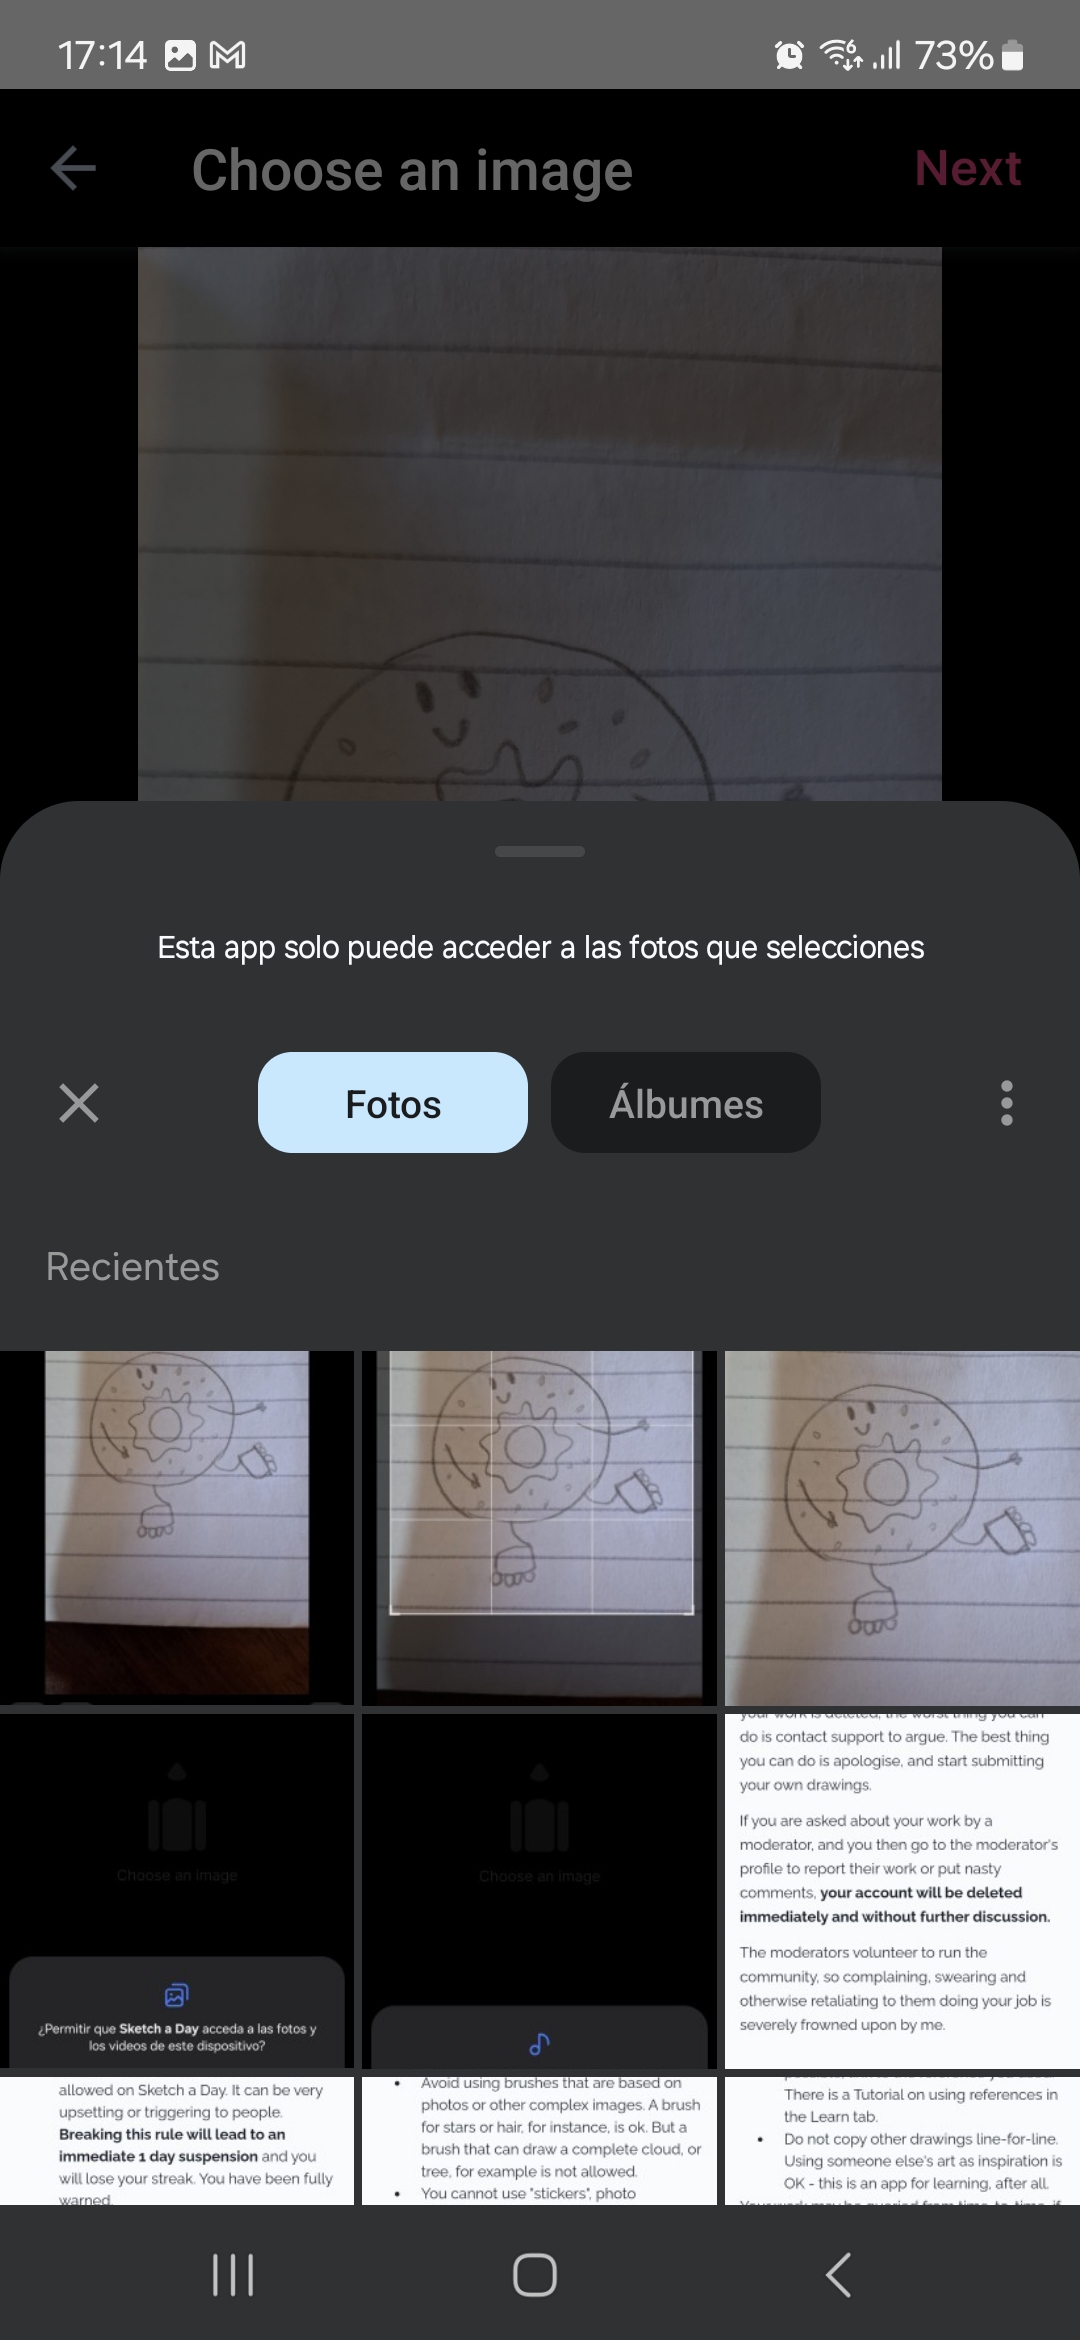 17:14
6
73%
Choose an image
Next
Esta app solo puede acceder a las fotos que selecciones
Fotos
Álbumes
Recientes
Choose an image
¿Permitir que Sketch a Day acceda a las fotos y
los videos de este dispositivo?
Choose an image
your work is deleted, the worst thing you can
do is contact support to argue. The best thing
you can do is apologise, and start submitting
your own drawings.
If you are asked about your work by a
moderator, and you then go to the moderator's
profile to report their work or put nasty
comments, your account will be deleted
immediately and without further discussion.
The moderators volunteer to run the
community, so complaining, swearing and
otherwise retaliating to them doing your job is
severely frowned upon by me.
allowed on Sketch a Day. It can be very
upsetting or triggering to people.
Breaking this rule will lead to an
immediate 1 day suspension and you
will lose your streak. You have been fully
warned.
• Avoid using brushes that are based on
photos or other complex images. A brush
for stars or hair, for instance, is ok. But a
brush that can draw a complete cloud, or
tree, for example is not allowed.
• You cannot use "stickers", photo
There is a Tutorial on using references in
the Learn tab.
• Do not copy other drawings line-for-line.
Using someone else's art as inspiration is
OK - this is an app for learning, after all.